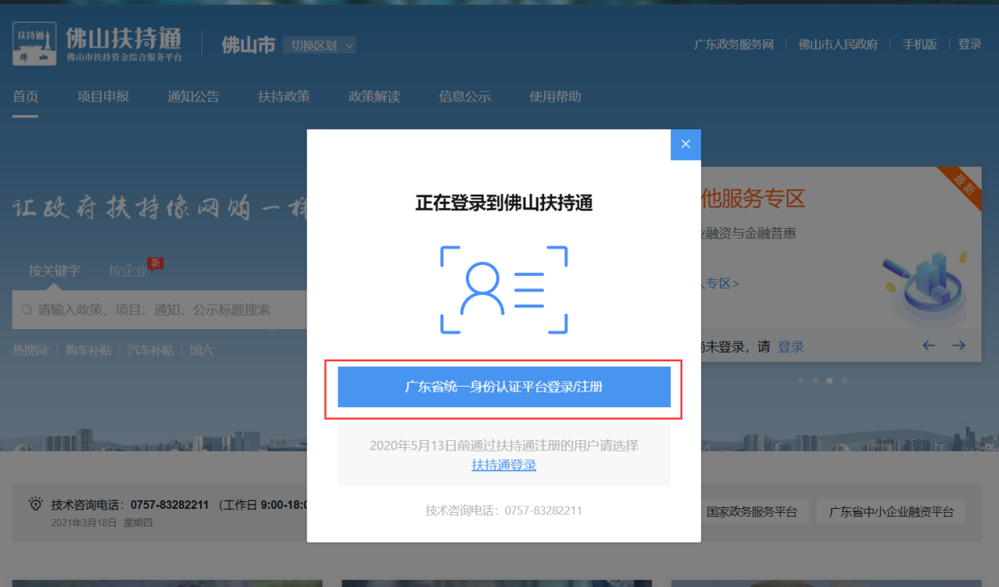 扶持通
佛 山
佛山扶持通
佛山市扶持资金综合服务平台
佛山市
切换区划
广东政务服务网
佛山市人民政府
手机版
登录
首页
项目申报
通知公告
扶持政策
政策解读
信息公示
使用帮助
×
正在登录到佛山扶持通
让政府扶持像网购一样
他服务专区
最新
业融资与金融普惠
按关键字
按企业
新
专区>
请输入政策、项目、通知、公示标题搜索
热搜词:
购车补贴
汽车补贴
国六
尚未登录，请 登录
广东省统一身份认证平台登录/注册
2020年5月13日前通过扶持通注册的用户请选择
扶持通登录
技术咨询电话：0757-83282211 （工作日 9:00-18:0
2021年3月18日 星期四
技术咨询电话：0757-83282211
国家政务服务平台
广东省中小企业融资平台